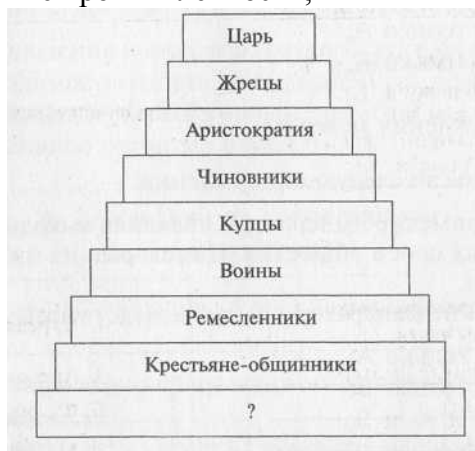 Царь
Жрецы
Аристократия
Чиновники
Купцы
Воины
Ремесленники
Крестьяне-общинники
?